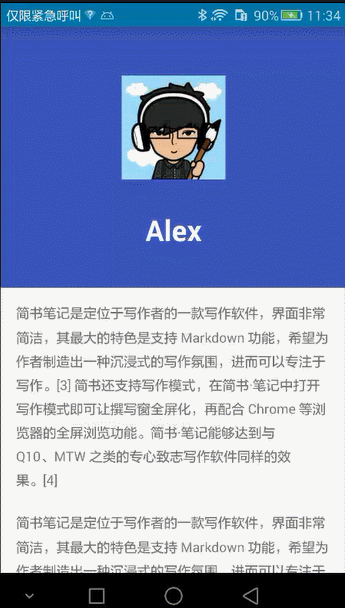 仅限紧急呼叫 90% 11:34
Alex
简书笔记是定位于写作者的一款写作软件，界面非常
简洁，其最大的特色是支持 Markdown 功能，希望为
作者制造出一种沉浸式的写作氛围，进而可以专注于
写作。[3] 简书还支持写作模式，在简书·笔记中打开
写作模式即可让撰写窗全屏化，再配合 Chrome 等浏
览器的全屏浏览功能。简书·笔记能够达到与
Q10、MTW 之类的专心致志写作软件同样的效
果。[4]
简书笔记是定位于写作者的一款写作软件，界面非常
简洁，其最大的特色是支持 Markdown 功能，希望为
作者制造出一种沉浸式的写作氛围，进而可以专注于